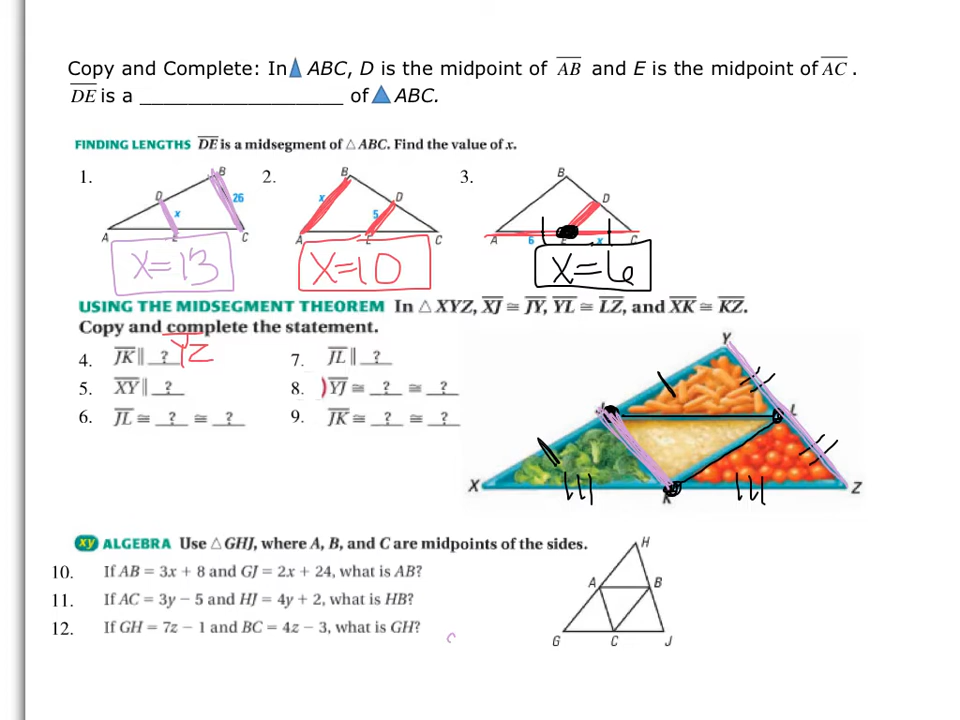 Copy and Complete: In ABC, D is the midpoint of AB and E is the midpoint of AC .
DE is a ___________________ of ABC.
FINDING LENGTHS DE is a midsegment of △ ABC. Find the value of x.
1. 2. 3.
B B B
D D D
26 x 5
x
A E C A E C A 6 E x C
x=13 x=10 x=6
USING THE MIDSEGMENT THEOREM In △ XYZ, XJ ≅ JY, YL ≅ LZ, and XK ≅ KZ.
Copy and complete the statement.
4. JK ∥ ? YZ 7. JL ∥ ?
5. XY ∥ ? 8. )YJ ≅ ? ≅ ?
6. JL ≅ ? ≅ ? 9. JK ≅ ? ≅ ?
Y
L
X K Z
xy ALGEBRA Use △ GHJ, where A, B, and C are midpoints of the sides.
10. If AB = 3x + 8 and GJ = 2x + 24, what is AB?
11. If AC = 3y − 5 and HJ = 4y + 2, what is HB?
12. If GH = 7z − 1 and BC = 4z − 3, what is GH?
H
A B
G C J